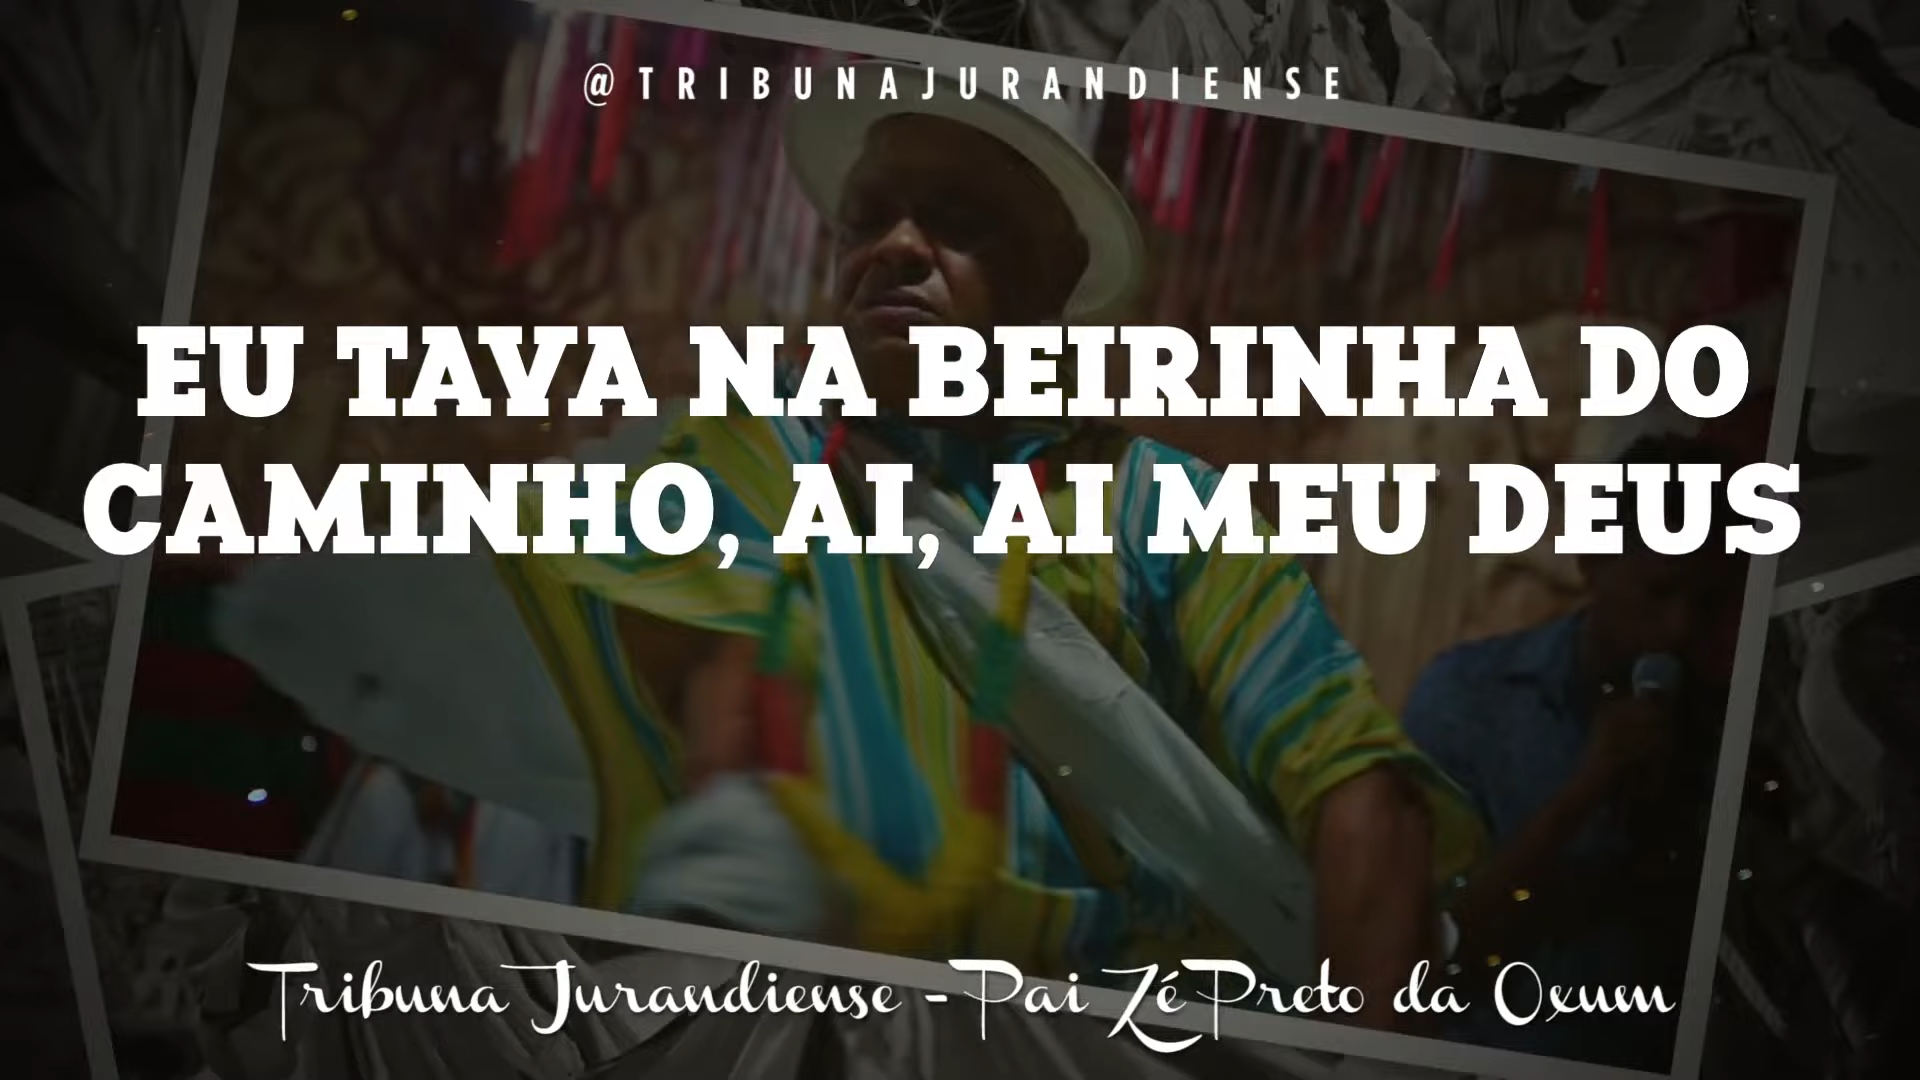 @TRIBUNAJURANDIENSE
EU TAVA NA BEIRINHA DO
CAMINHO, AI, AI MEU DEUS
Tribuna Jurandiense - Pai Zé Preto da Oxum